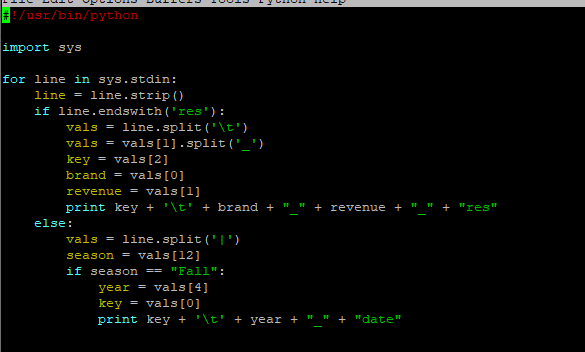 File Edit Options Buffers Tools Python Help
#!/usr/bin/python
import sys
for line in sys.stdin:
    line = line.strip()
    if line.endswith('res'):
        vals = line.split('\t')
        vals = vals[1].split('_')
        key = vals[2]
        brand = vals[0]
        revenue = vals[1]
        print key + '\t' + brand + "_" + revenue + "_" + "res"
    else:
        vals = line.split('|')
        season = vals[12]
        if season == "Fall":
            year = vals[4]
            key = vals[0]
            print key + '\t' + year + "_" + "date"